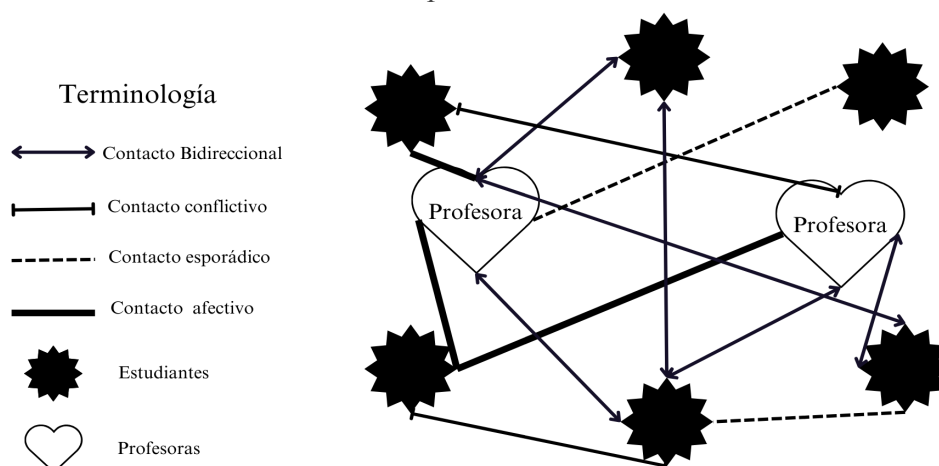 Terminología
Contacto Bidireccional
Contacto conflictivo
Contacto esporádico
Contacto afectivo
Estudiantes
Profesoras
Profesora
Profesora